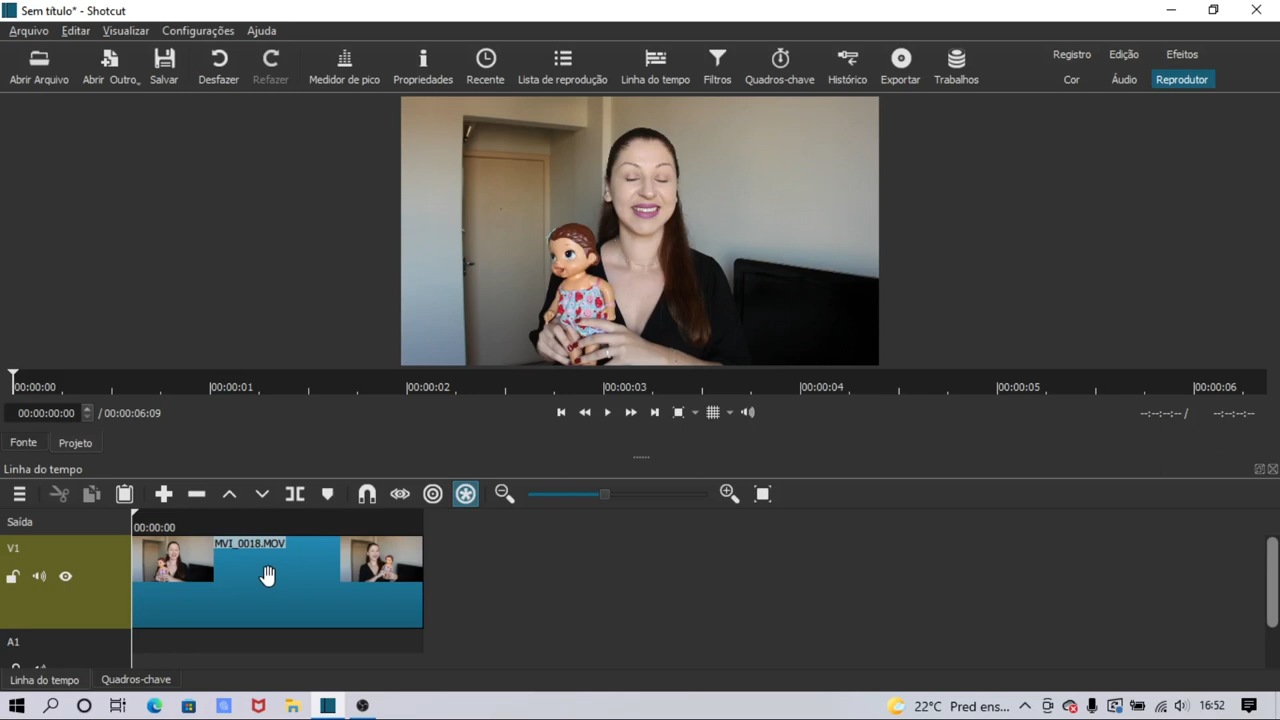 Sem título* - Shotcut
Arquivo Editar Visualizar Configurações Ajuda
Abrir Arquivo Abrir Outro... Salvar Desfazer Refazer Medidor de pico Propriedades Recente Lista de reprodução Linha do tempo Filtros Quadros-chave Histórico Exportar Trabalhos
Registro Edição Efeitos
Cor Áudio Reprodutor
00:00:00 |00:00:01 |00:00:02 |00:00:03 |00:00:04 |00:00:05 |00:00:06
00:00:00:00 / 00:00:06:09 --:--:--:-- / --:--:--:--
Fonte Projeto
Linha do tempo
Saída
00:00:00
V1
MVI_0018.MOV
A1
Linha do tempo Quadros-chave
22°C Pred ens... 16:52